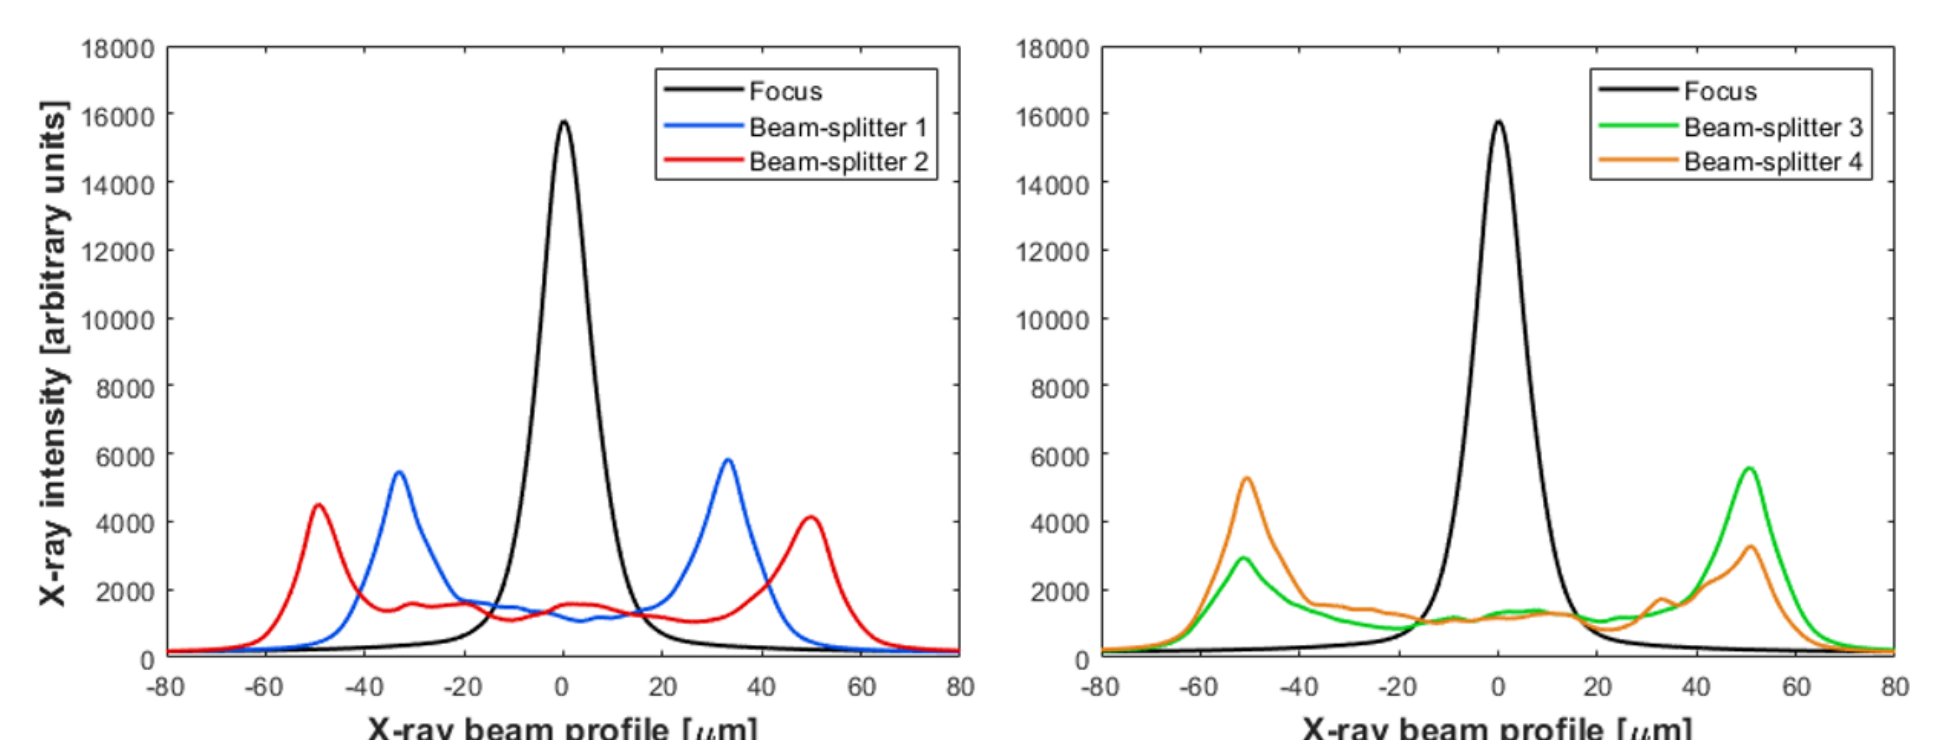 X-ray intensity [arbitrary units]
18000
16000
14000
12000
10000
8000
6000
4000
2000
0
-80 -60 -40 -20 0 20 40 60 80
X-ray beam profile [μm]
Focus
Beam-splitter 1
Beam-splitter 2
18000
16000
14000
12000
10000
8000
6000
4000
2000
0
-80 -60 -40 -20 0 20 40 60 80
X-ray beam profile [μm]
Focus
Beam-splitter 3
Beam-splitter 4